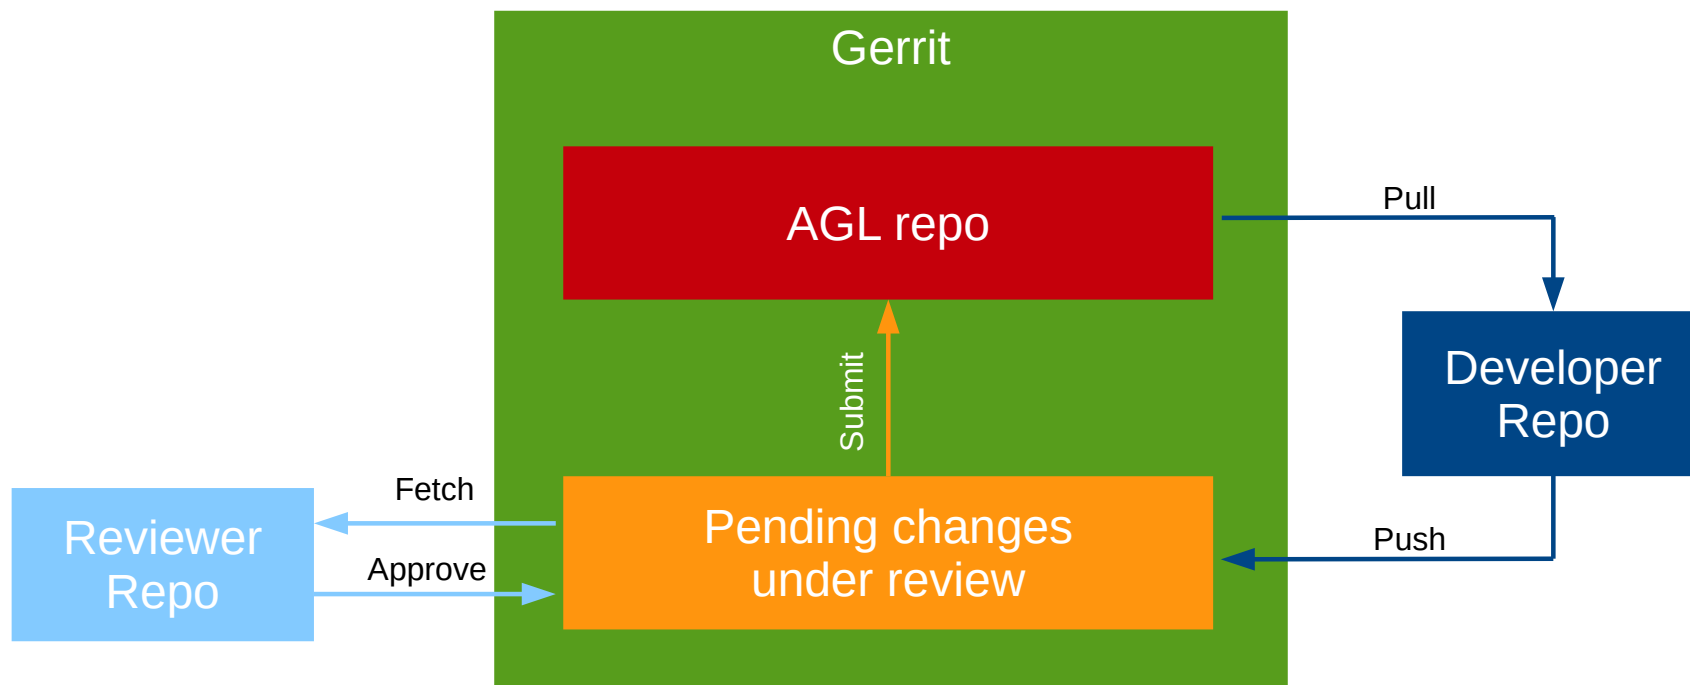 Gerrit
AGL repo
Pull
Developer
Repo
Submit
Fetch
Reviewer
Repo
Approve
Pending changes
under review
Push